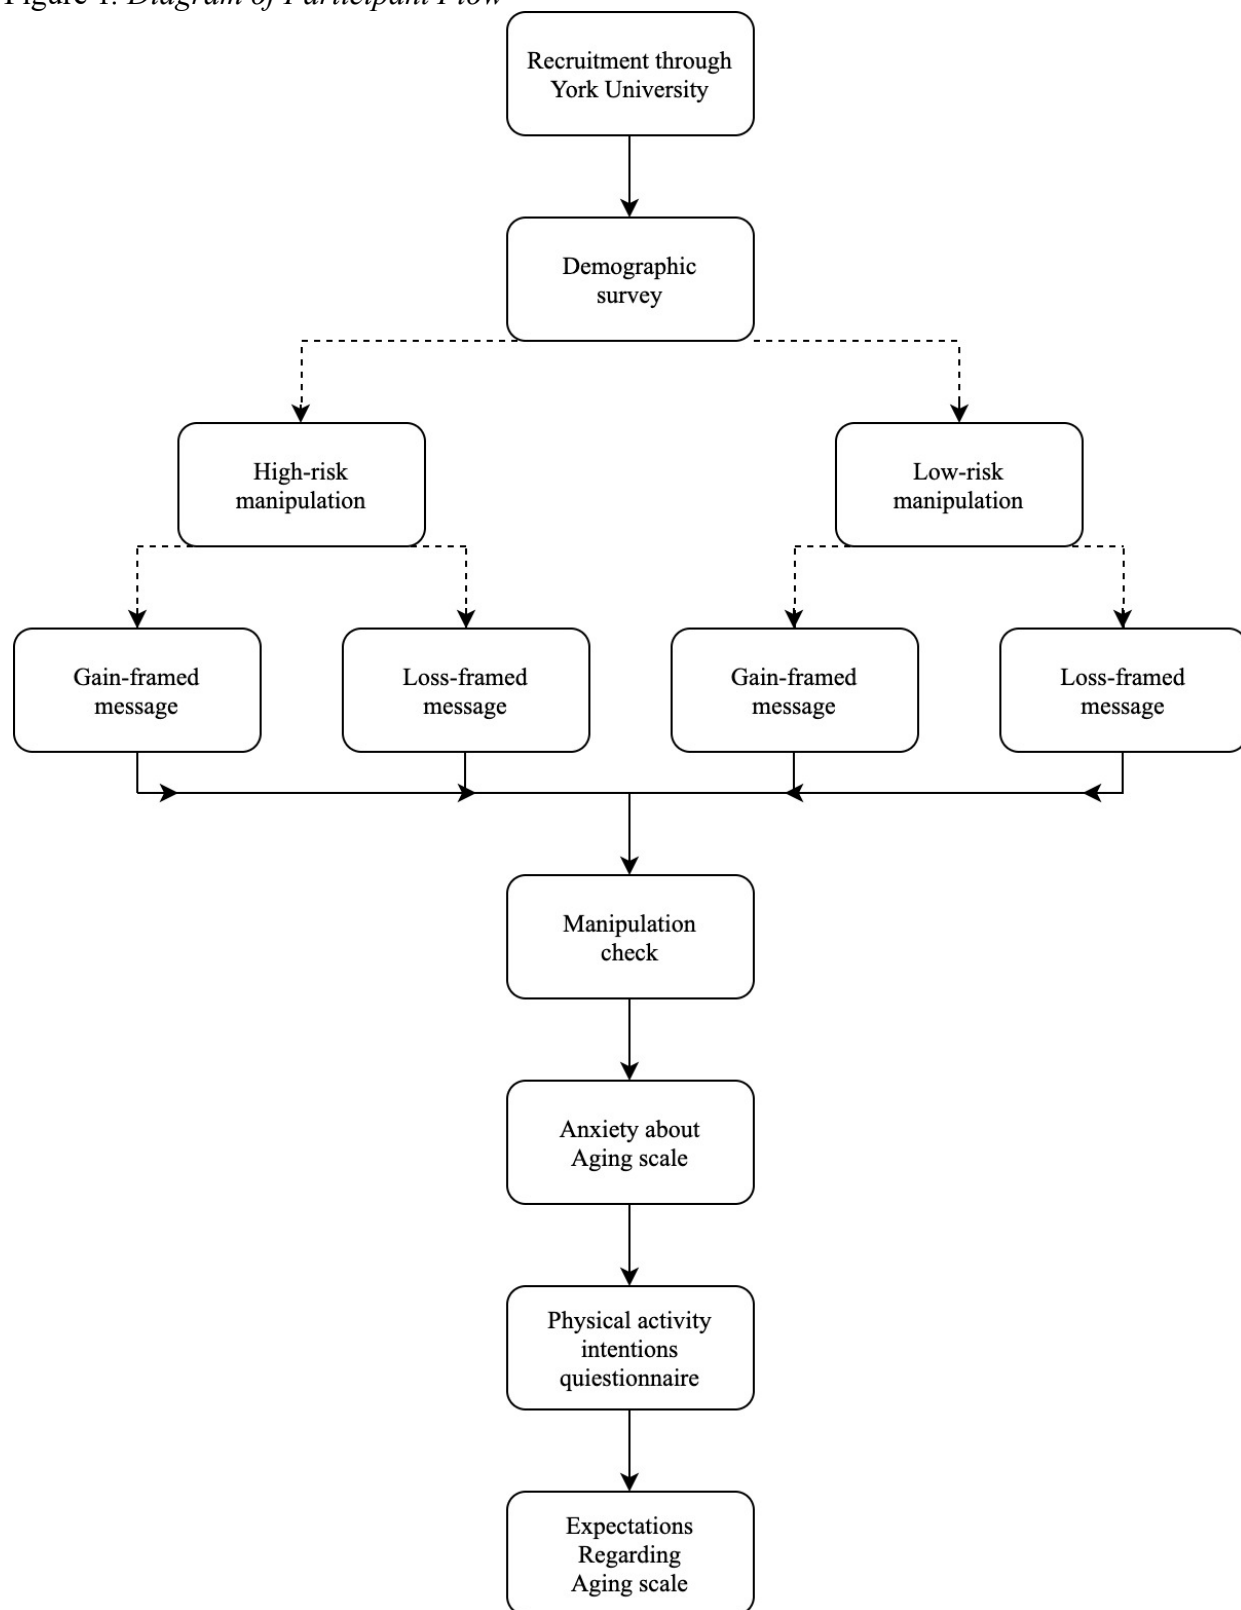 Figure 1. Diagram of Participant Flow
Recruitment through
York University
Demographic
survey
High-risk
manipulation
Low-risk
manipulation
Gain-framed
message
Loss-framed
message
Gain-framed
message
Loss-framed
message
Manipulation
check
Anxiety about
Aging scale
Physical activity
intentions
quiestionnaire
Expectations
Regarding
Aging scale